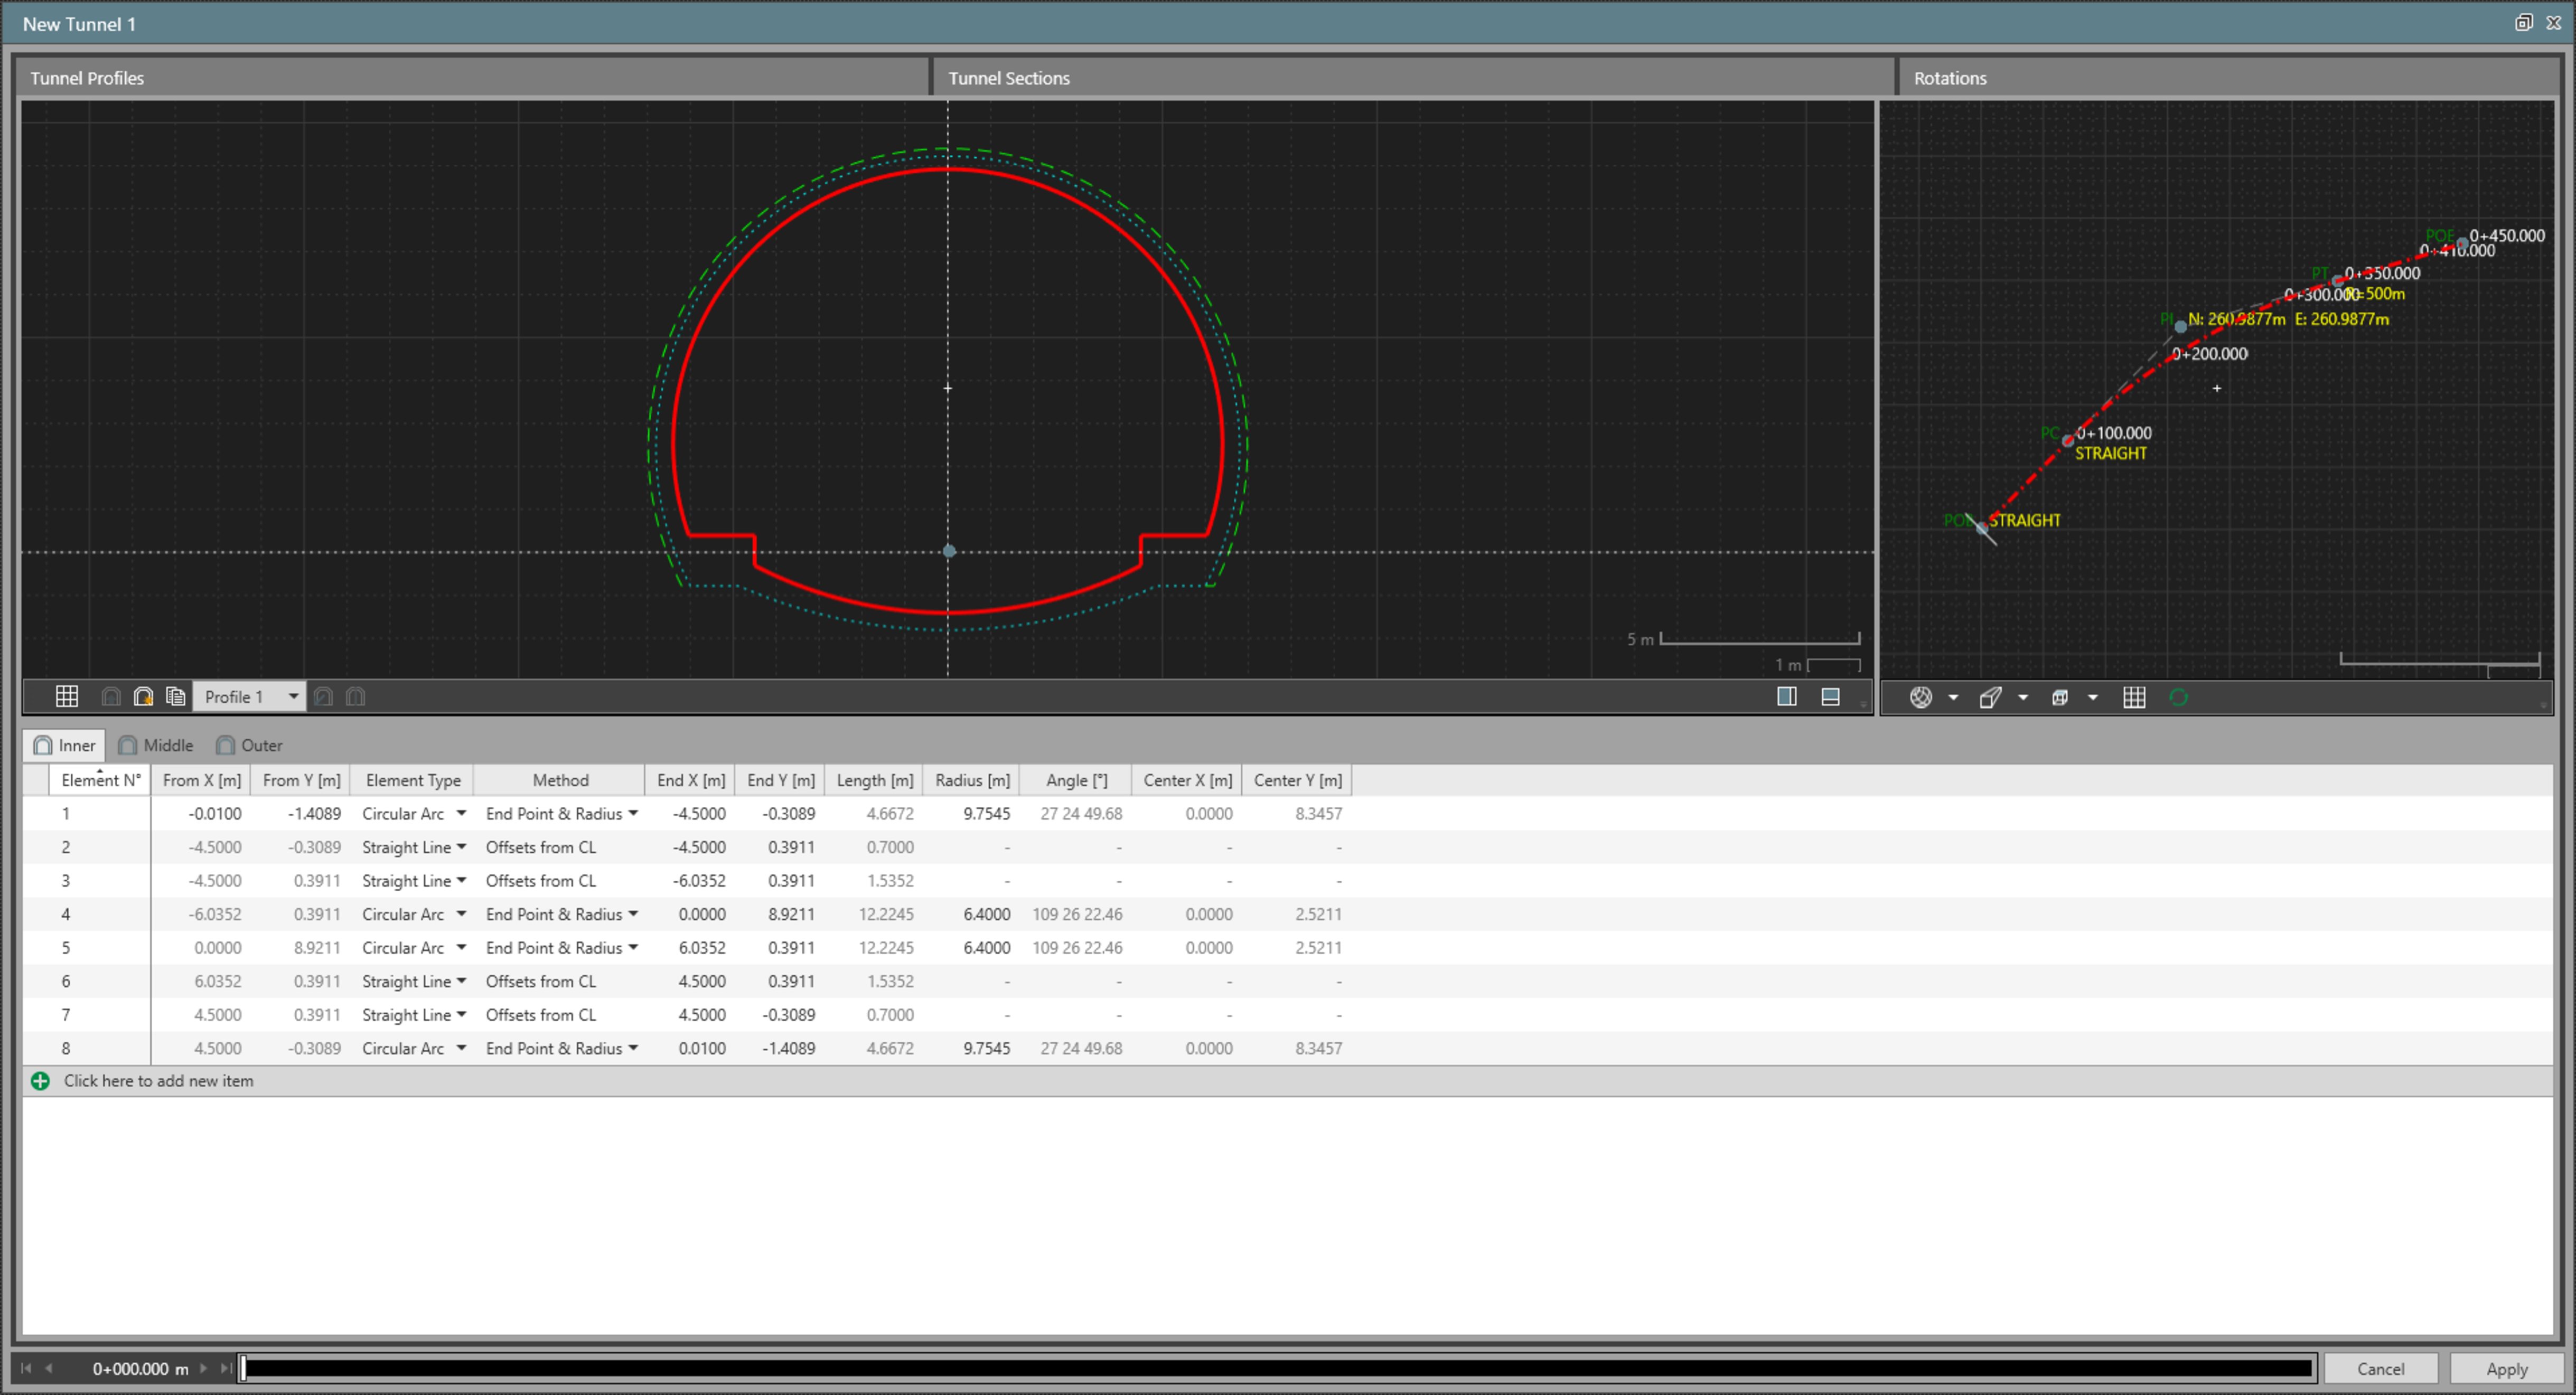 New Tunnel 1
Tunnel Profiles
Tunnel Sections
Rotations
5 m
1 m
POE 0+450.000
0+410.000
PT 0+350.000
0+300.000 R=500m
PI N: 260.9877m E: 260.9877m
0+200.000
PC 0+100.000
STRAIGHT
STRAIGHT
Profile 1
Inner Middle Outer
Element N° From X [m] From Y [m] Element Type Method End X [m] End Y [m] Length [m] Radius [m] Angle [°] Center X [m] Center Y [m]
1 -0.0100 -1.4089 Circular Arc End Point & Radius -4.5000 -0.3089 4.6672 9.7545 27 24 49.68 0.0000 8.3457
2 -4.5000 -0.3089 Straight Line Offsets from CL -4.5000 0.3911 0.7000 - - - -
3 -4.5000 0.3911 Straight Line Offsets from CL -6.0352 0.3911 1.5352 - - - -
4 -6.0352 0.3911 Circular Arc End Point & Radius 0.0000 8.9211 12.2245 6.4000 109 26 22.46 0.0000 2.5211
5 0.0000 8.9211 Circular Arc End Point & Radius 6.0352 0.3911 12.2245 6.4000 109 26 22.46 0.0000 2.5211
6 6.0352 0.3911 Straight Line Offsets from CL 4.5000 0.3911 1.5352 - - - -
7 4.5000 0.3911 Straight Line Offsets from CL 4.5000 -0.3089 0.7000 - - - -
8 4.5000 -0.3089 Circular Arc End Point & Radius 0.0100 -1.4089 4.6672 9.7545 27 24 49.68 0.0000 8.3457
Click here to add new item
0+000.000 m
Cancel
Apply